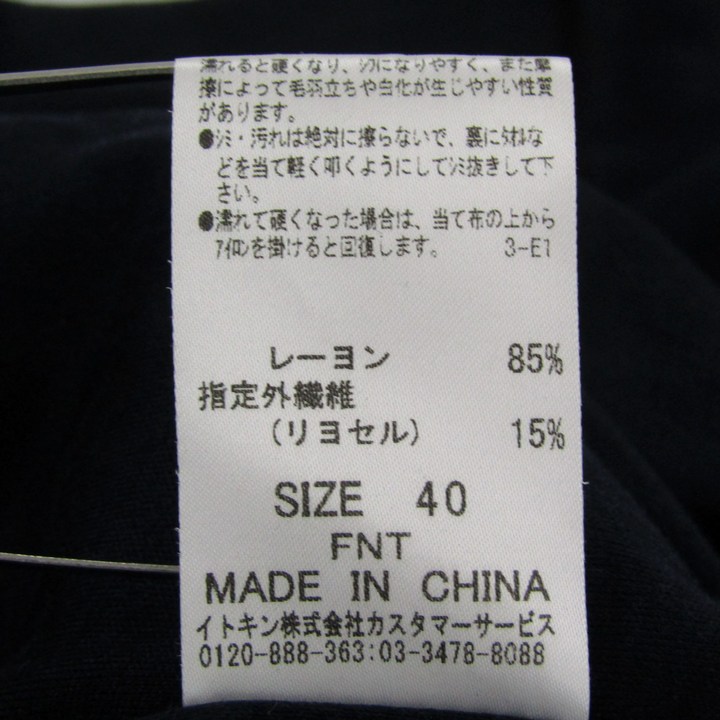 濡れると硬くなり、ｼﾜになりやすく、また摩
擦によって毛羽立ちや白化が生じやすい性質
があります。
●ｼﾐ・汚れは絶対に擦らないで、裏にﾀｵﾙな
どを当て軽く叩くようにしてｼﾐ抜きして下
さい。
●濡れて硬くなった場合は、当て布の上から
ｱｲﾛﾝを掛けると回復します。 3-E1
レーヨン 85%
指定外繊維
(リヨセル) 15%
SIZE 40
FNT
MADE IN CHINA
イトキン株式会社カスタマーサービス
0120-888-363:03-3478-8088